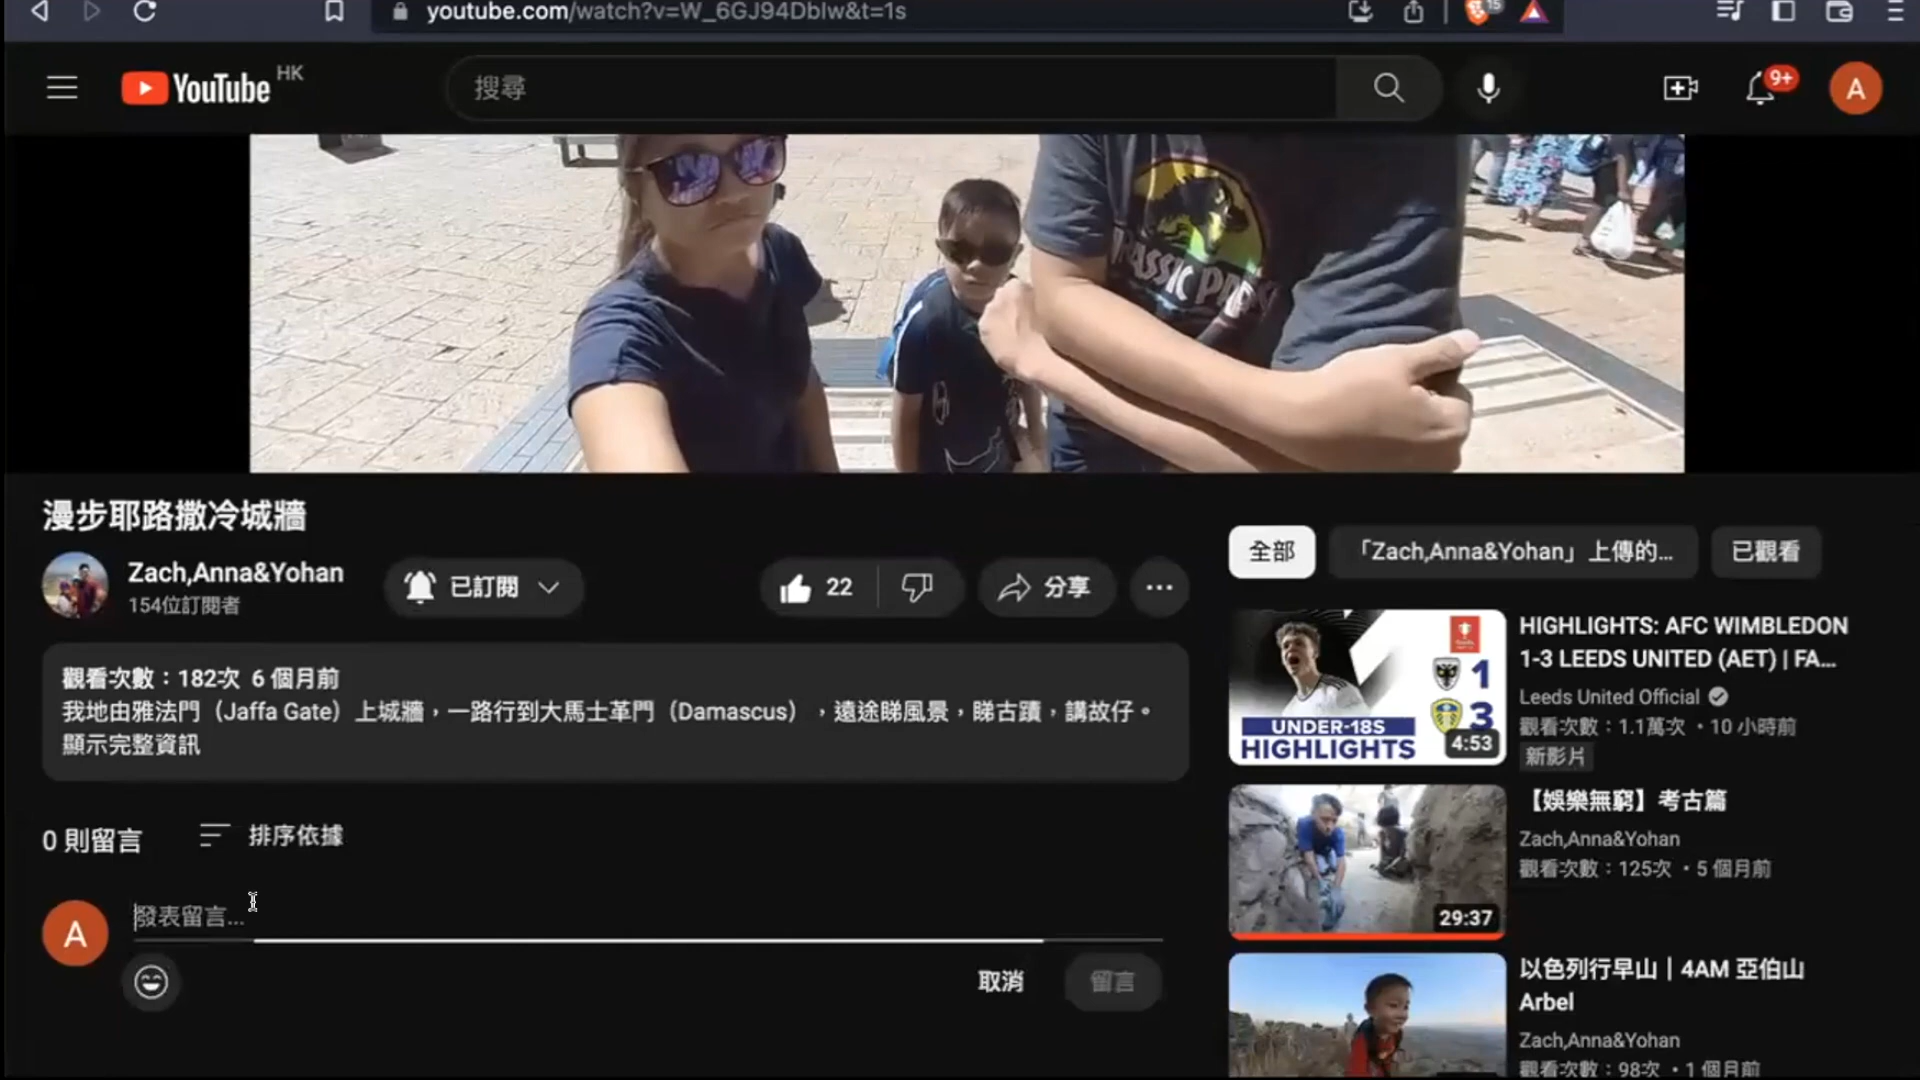 youtube.com/watch?v=W_6GJ94Dblw&t=1s
15
YouTube HK
搜尋
9+
A
RASSIC PARK
漫步耶路撒冷城牆
Zach,Anna&Yohan
154位訂閱者
已訂閱
22
分享
觀看次數：182次 6 個月前
我地由雅法門（Jaffa Gate）上城牆，一路行到大馬士革門（Damascus），遠途睇風景，睇古蹟，講故仔。
顯示完整資訊
0 則留言
排序依據
A
發表留言...
取消
留言
全部
「Zach,Anna&Yohan」上傳的...
已觀看
1
3
UNDER-18S
HIGHLIGHTS
4:53
HIGHLIGHTS: AFC WIMBLEDON
1-3 LEEDS UNITED (AET) | FA...
Leeds United Official
觀看次數：1.1萬次 · 10 小時前
新影片
29:37
【娛樂無窮】考古篇
Zach,Anna&Yohan
觀看次數：125次 · 5 個月前
以色列行早山｜4AM 亞伯山
Arbel
Zach,Anna&Yohan
觀看次數：98次 · 1 個月前